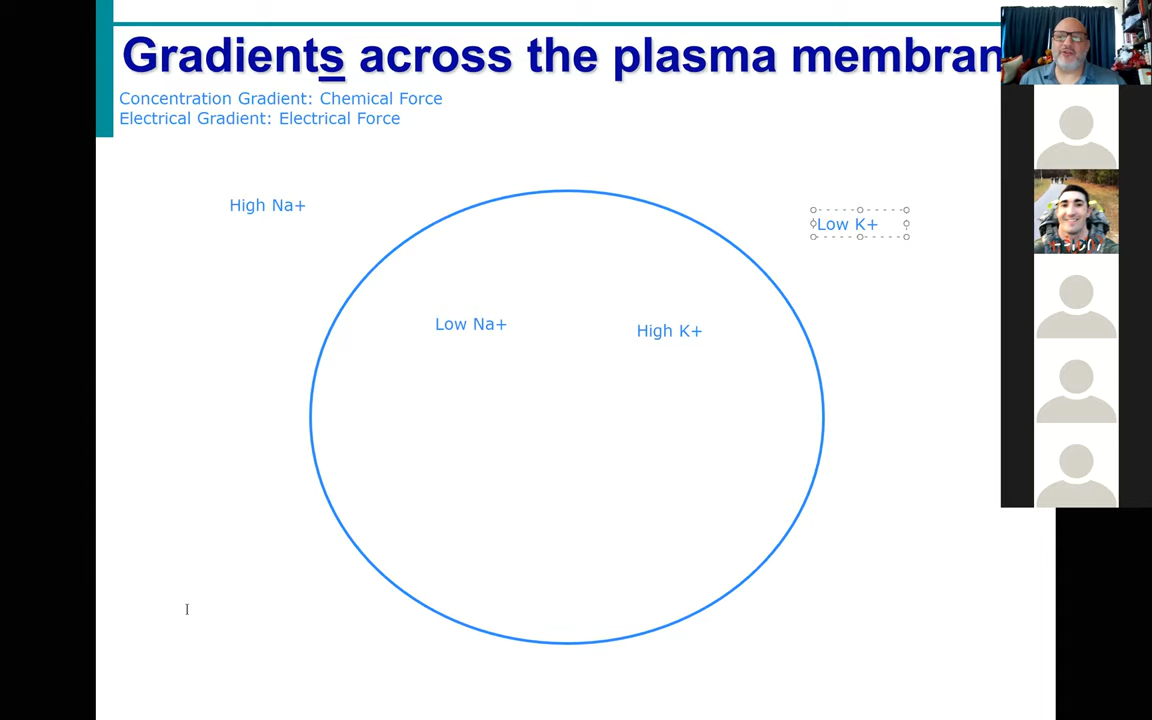 Gradients across the plasma membran
Concentration Gradient: Chemical Force
Electrical Gradient: Electrical Force
High Na+
Low K+
Low Na+
High K+